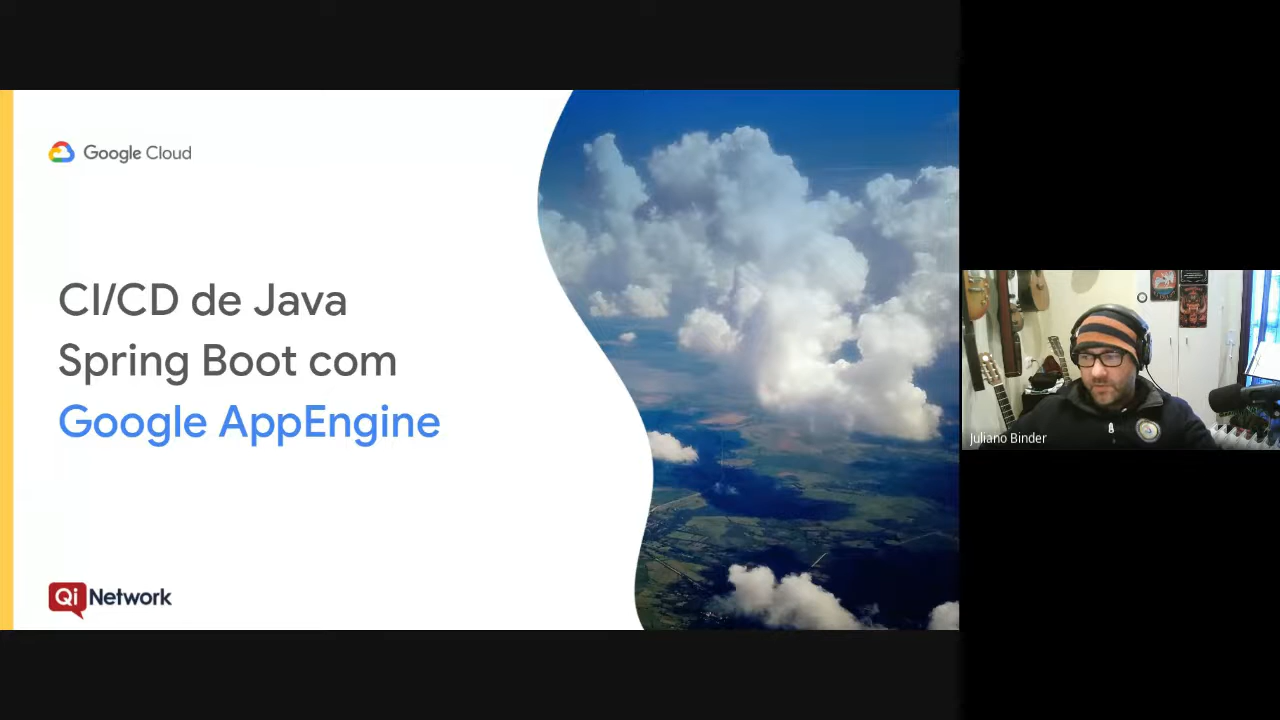 Google Cloud
CI/CD de Java
Spring Boot com
Google AppEngine
Qi Network
Juliano Binder